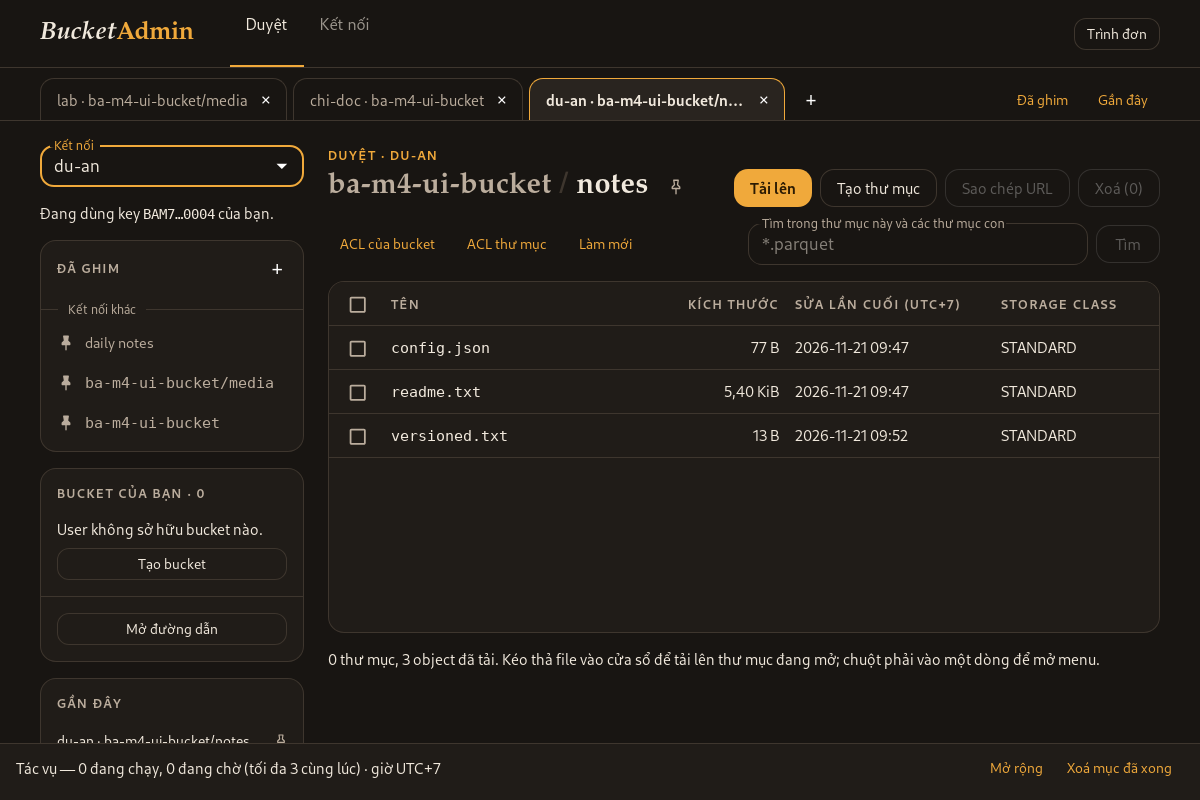 BucketAdmin
Duyệt
Kết nối
Trình đơn
lab · ba-m4-ui-bucket/media ×
chi-doc · ba-m4-ui-bucket ×
du-an · ba-m4-ui-bucket/n... ×
+
Đã ghim
Gần đây
Kết nối
du-an
Đang dùng key BAM7…0004 của bạn.
ĐÃ GHIM +
Kết nối khác
daily notes
ba-m4-ui-bucket/media
ba-m4-ui-bucket
BUCKET CỦA BẠN · 0
User không sở hữu bucket nào.
Tạo bucket
Mở đường dẫn
GẦN ĐÂY
du-an · ba-m4-ui-bucket/notes
DUYỆT · DU-AN
ba-m4-ui-bucket / notes
Tải lên
Tạo thư mục
Sao chép URL
Xoá (0)
ACL của bucket
ACL thư mục
Làm mới
Tìm trong thư mục này và các thư mục con
*.parquet
Tìm
TÊN KÍCH THƯỚC SỬA LẦN CUỐI (UTC+7) STORAGE CLASS
config.json 77 B 2026-11-21 09:47 STANDARD
readme.txt 5,40 KiB 2026-11-21 09:47 STANDARD
versioned.txt 13 B 2026-11-21 09:52 STANDARD
0 thư mục, 3 object đã tải. Kéo thả file vào cửa sổ để tải lên thư mục đang mở; chuột phải vào một dòng để mở menu.
Tác vụ — 0 đang chạy, 0 đang chờ (tối đa 3 cùng lúc) · giờ UTC+7
Mở rộng
Xoá mục đã xong